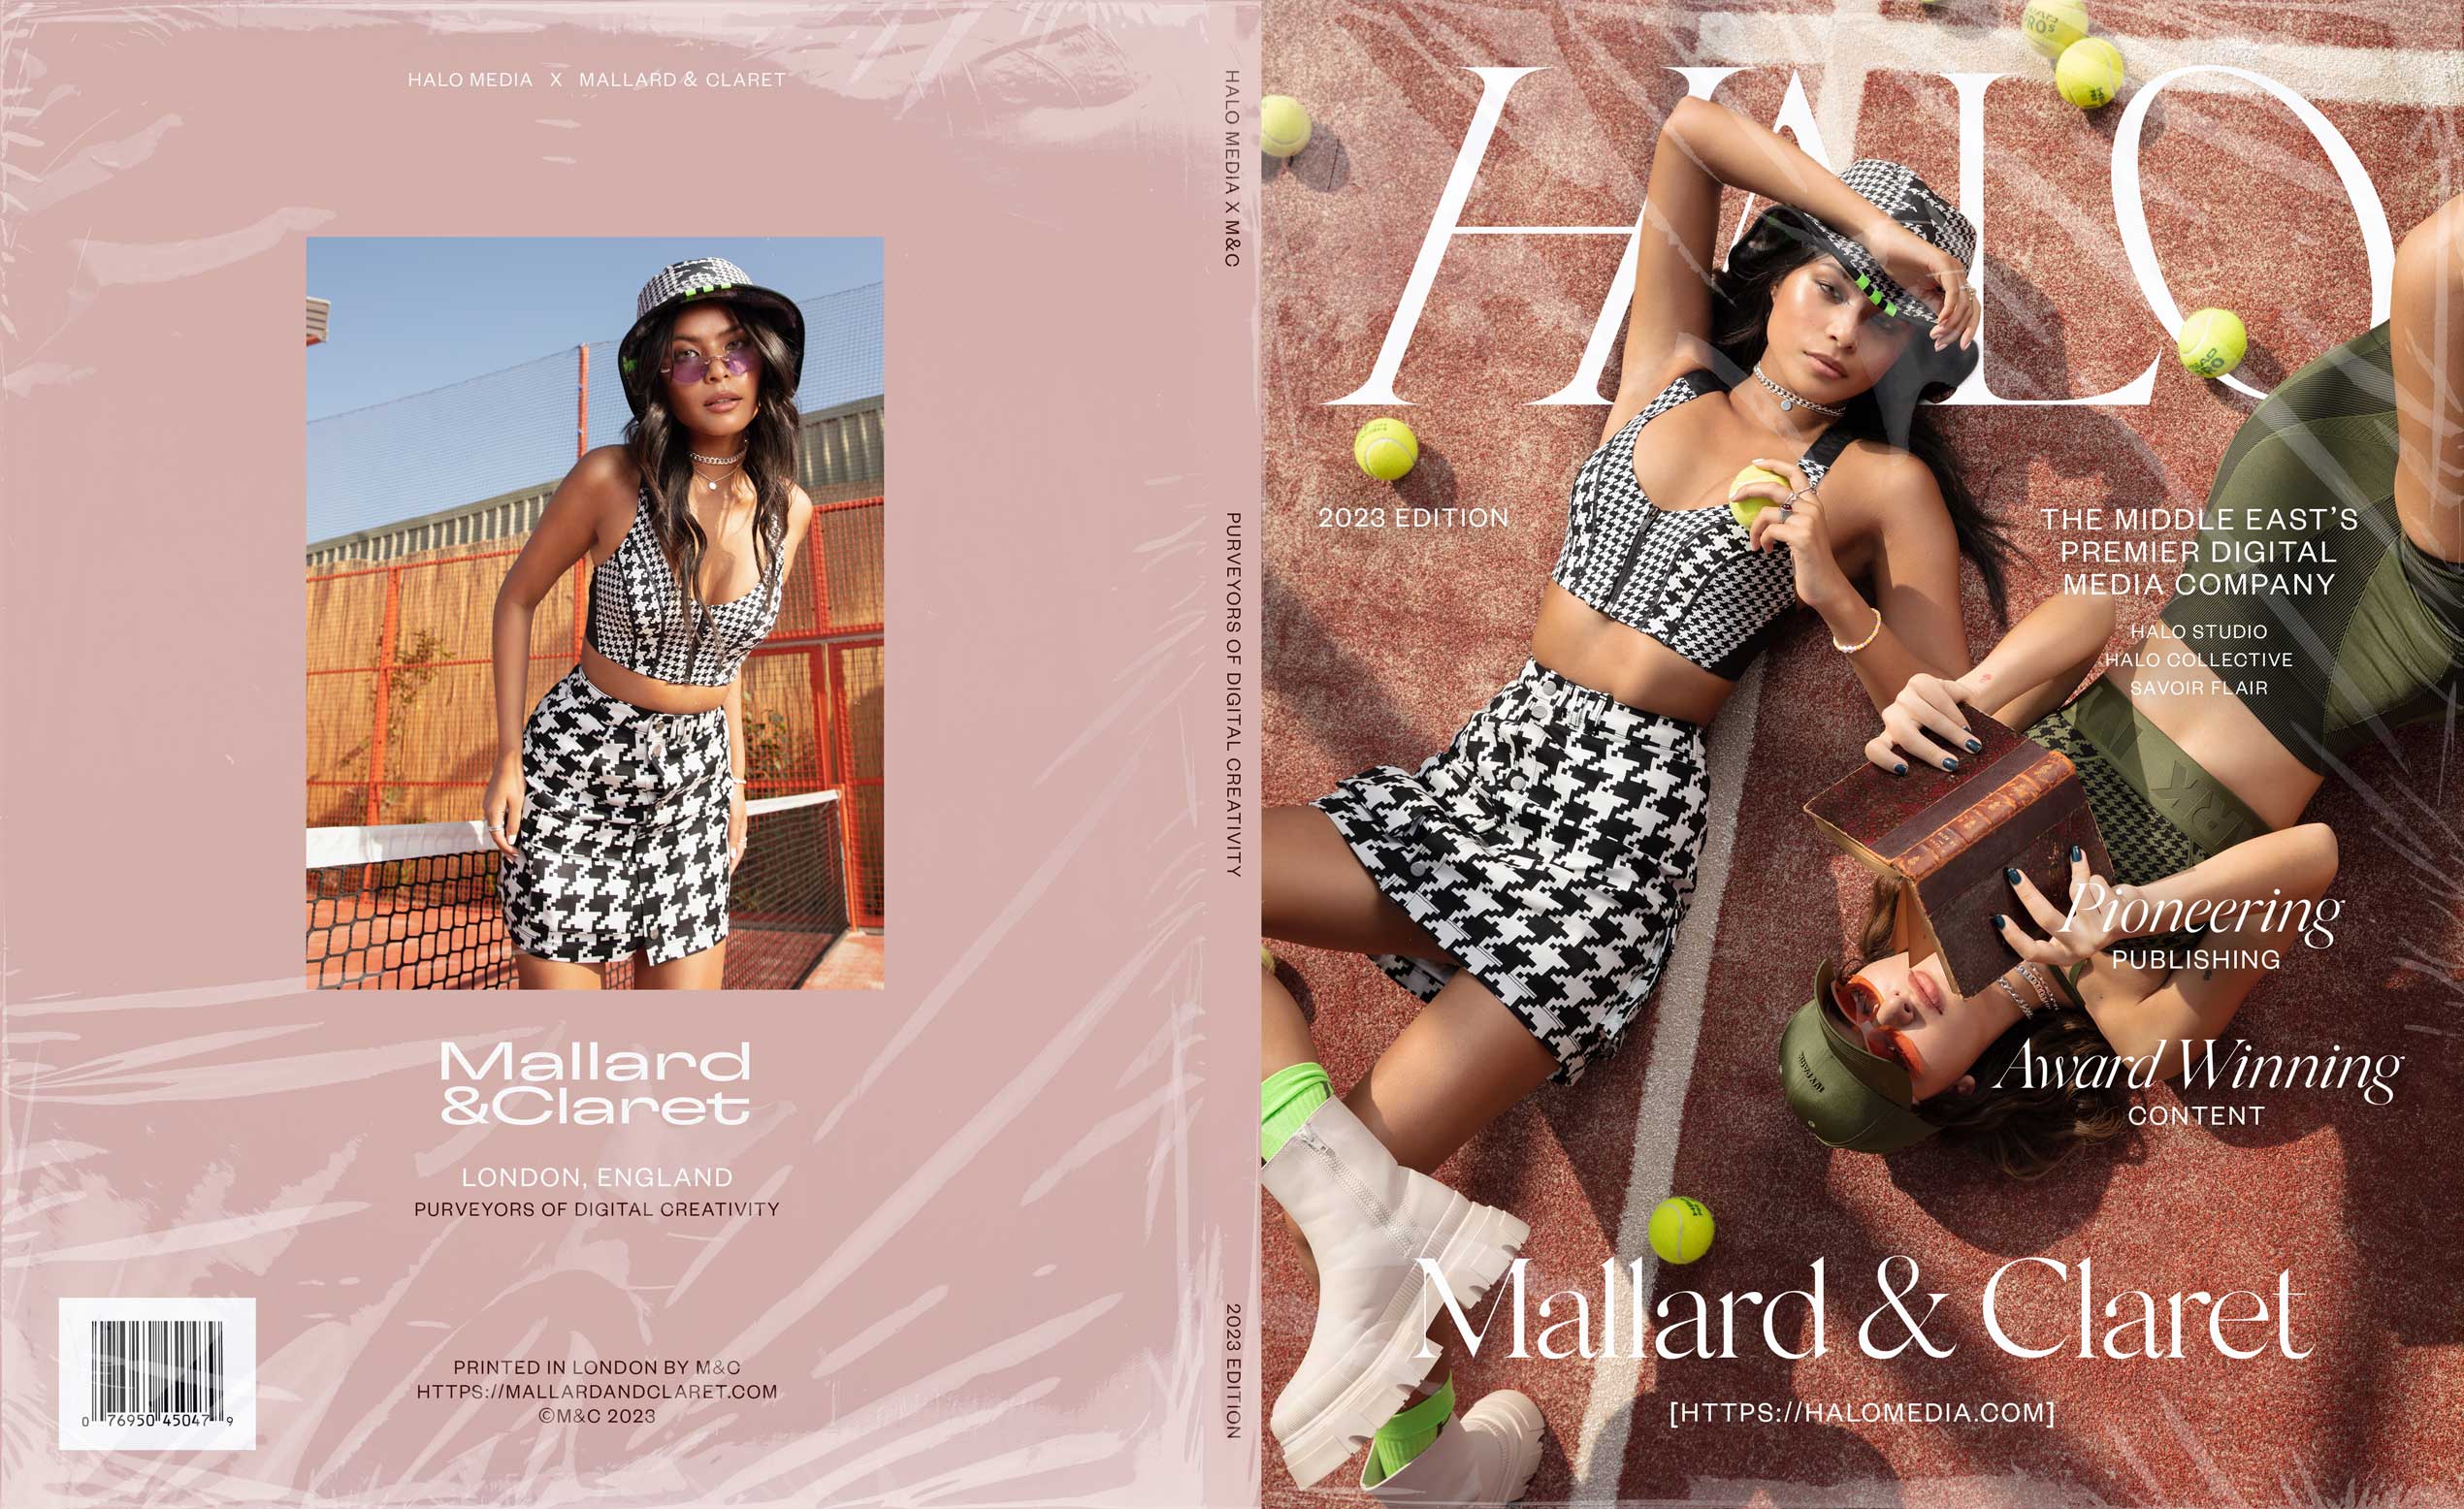 HALO MEDIA X MALLARD & CLARET
Mallard
&Claret
LONDON, ENGLAND
PURVEYORS OF DIGITAL CREATIVITY
PRINTED IN LONDON BY M&C
HTTPS://MALLARDANDCLARET.COM
©M&C 2023
0 76950 45047 9
HALO MEDIA X M&C
PURVEYORS OF DIGITAL CREATIVITY
2023 EDITION
HALO
2023 EDITION
THE MIDDLE EAST'S
PREMIER DIGITAL
MEDIA COMPANY
HALO STUDIO
HALO COLLECTIVE
SAVOIR FLAIR
Pioneering
PUBLISHING
Award Winning
CONTENT
Mallard & Claret
[HTTPS://HALOMEDIA.COM]